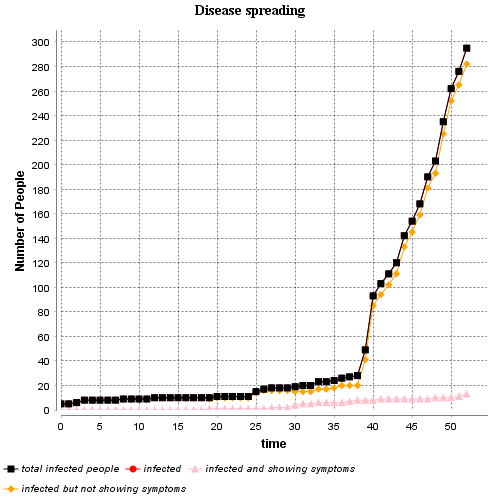 Disease spreading
300
280
260
240
220
200
180
160
140
120
100
80
60
40
20
0
Number of People
0 5 10 15 20 25 30 35 40 45 50
time
total infected people infected infected and showing symptoms
infected but not showing symptoms